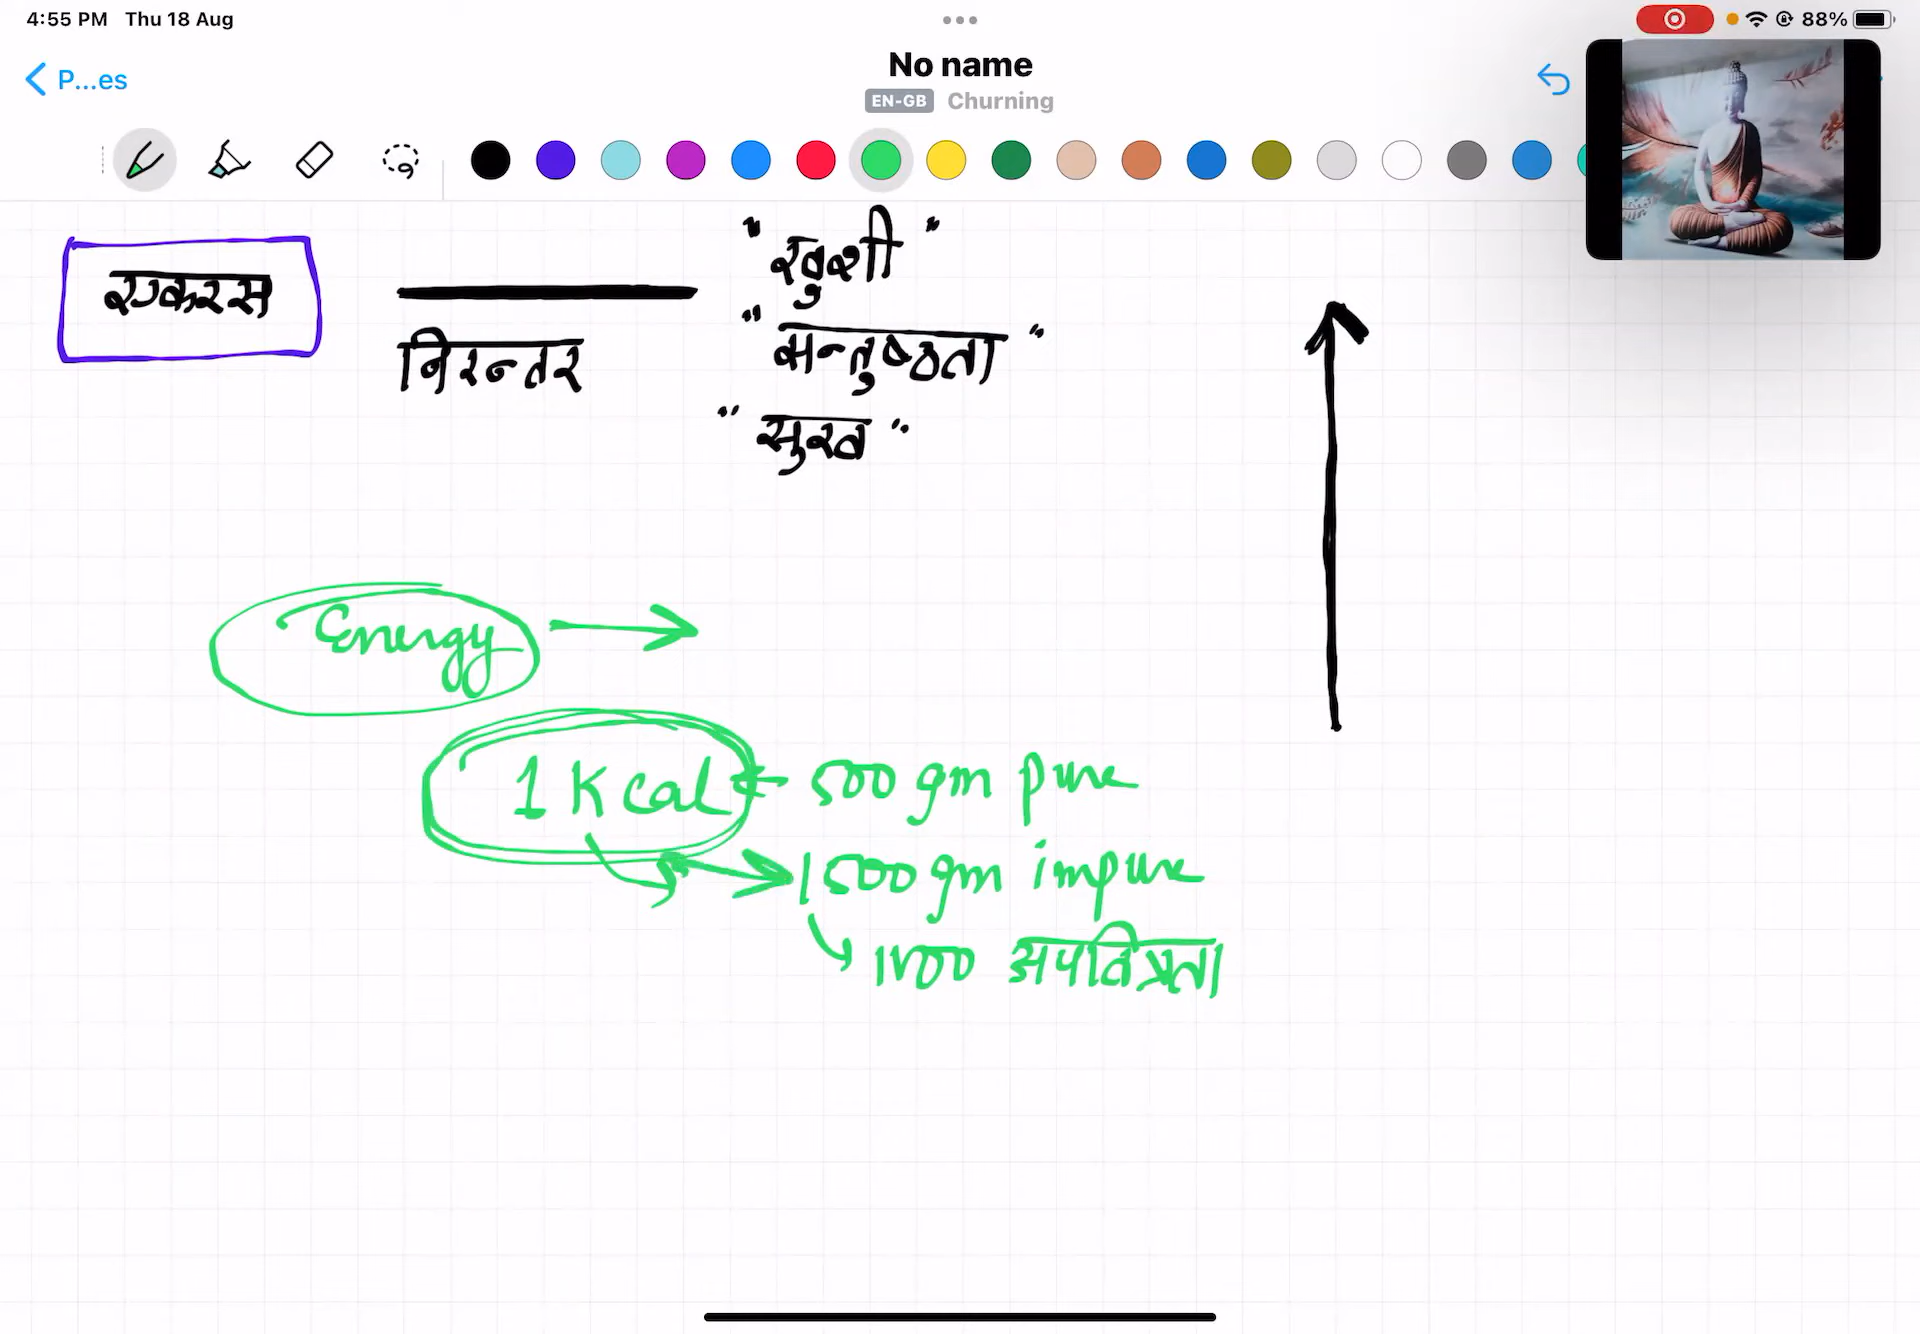 4:55 PM Thu 18 Aug
88%
No name
P...es
EN-GB Churning
"खुशी"
एकरस
निरन्तर
"सन्तुष्ठता"
"सुख"
Energy
1 Kcal ← 500 gm pure
1500 gm impure
1000 अपवित्रता